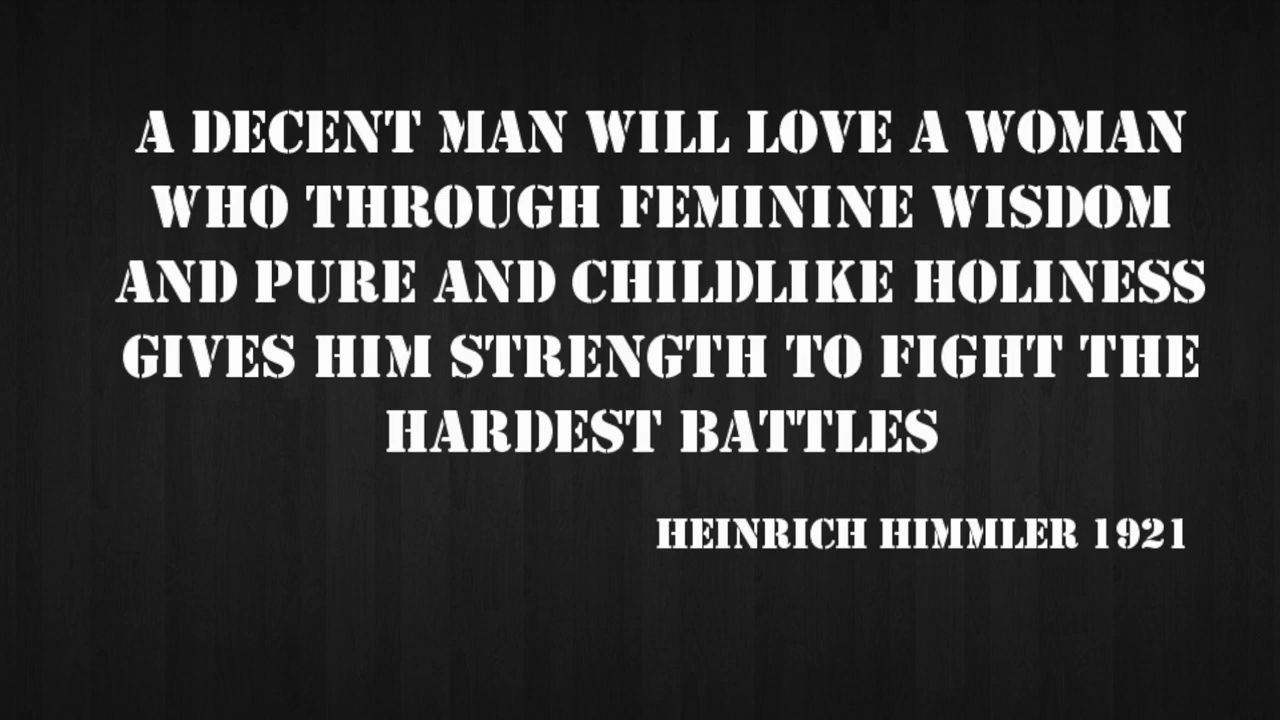 A DECENT MAN WILL LOVE A WOMAN
WHO THROUGH FEMININE WISDOM
AND PURE AND CHILDLIKE HOLINESS
GIVES HIM STRENGTH TO FIGHT THE
HARDEST BATTLES
HEINRICH HIMMLER 1921